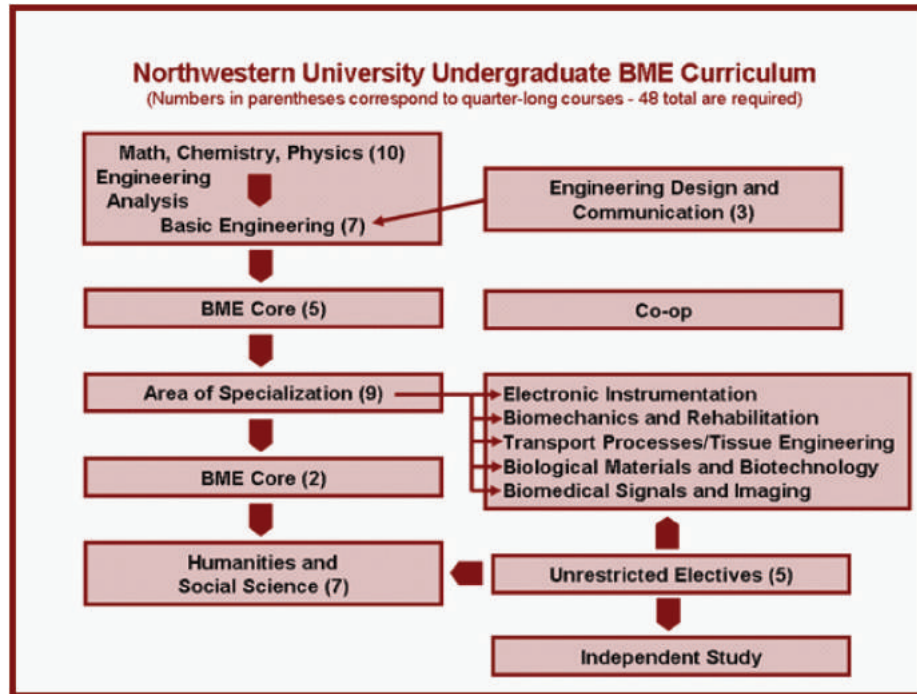 Northwestern University Undergraduate BME Curriculum
(Numbers in parentheses correspond to quarter-long courses - 48 total are required)
Math, Chemistry, Physics (10)
Engineering
Analysis
Basic Engineering (7)
Engineering Design and
Communication (3)
BME Core (5)
Co-op
Area of Specialization (9)
Electronic Instrumentation
Biomechanics and Rehabilitation
Transport Processes/Tissue Engineering
Biological Materials and Biotechnology
Biomedical Signals and Imaging
BME Core (2)
Humanities and
Social Science (7)
Unrestricted Electives (5)
Independent Study